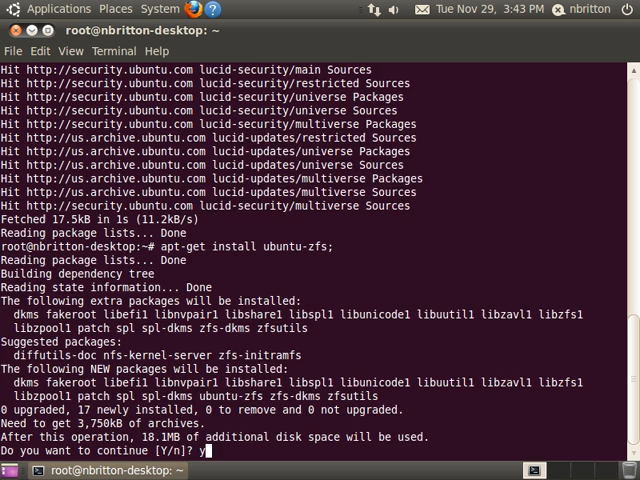 Applications Places System Tue Nov 29, 3:43 PM nbritton
root@nbritton-desktop: ~
File Edit View Terminal Help
Hit http://security.ubuntu.com lucid-security/main Sources
Hit http://security.ubuntu.com lucid-security/restricted Sources
Hit http://security.ubuntu.com lucid-security/universe Packages
Hit http://security.ubuntu.com lucid-security/universe Sources
Hit http://security.ubuntu.com lucid-security/multiverse Packages
Hit http://us.archive.ubuntu.com lucid-updates/restricted Sources
Hit http://us.archive.ubuntu.com lucid-updates/universe Packages
Hit http://us.archive.ubuntu.com lucid-updates/universe Sources
Hit http://us.archive.ubuntu.com lucid-updates/multiverse Packages
Hit http://us.archive.ubuntu.com lucid-updates/multiverse Sources
Hit http://security.ubuntu.com lucid-security/multiverse Sources
Fetched 17.5kB in 1s (11.2kB/s)
Reading package lists... Done
root@nbritton-desktop:~# apt-get install ubuntu-zfs;
Reading package lists... Done
Building dependency tree
Reading state information... Done
The following extra packages will be installed:
dkms fakeroot libefi1 libnvpair1 libshare1 libspl1 libunicode1 libuutil1 libzavl1 libzfs1
libzpool1 patch spl spl-dkms zfs-dkms zfsutils
Suggested packages:
diffutils-doc nfs-kernel-server zfs-initramfs
The following NEW packages will be installed:
dkms fakeroot libefi1 libnvpair1 libshare1 libspl1 libunicode1 libuutil1 libzavl1 libzfs1
libzpool1 patch spl spl-dkms ubuntu-zfs zfs-dkms zfsutils
0 upgraded, 17 newly installed, 0 to remove and 0 not upgraded.
Need to get 3,750kB of archives.
After this operation, 18.1MB of additional disk space will be used.
Do you want to continue [Y/n]? y
root@nbritton-desktop: ~